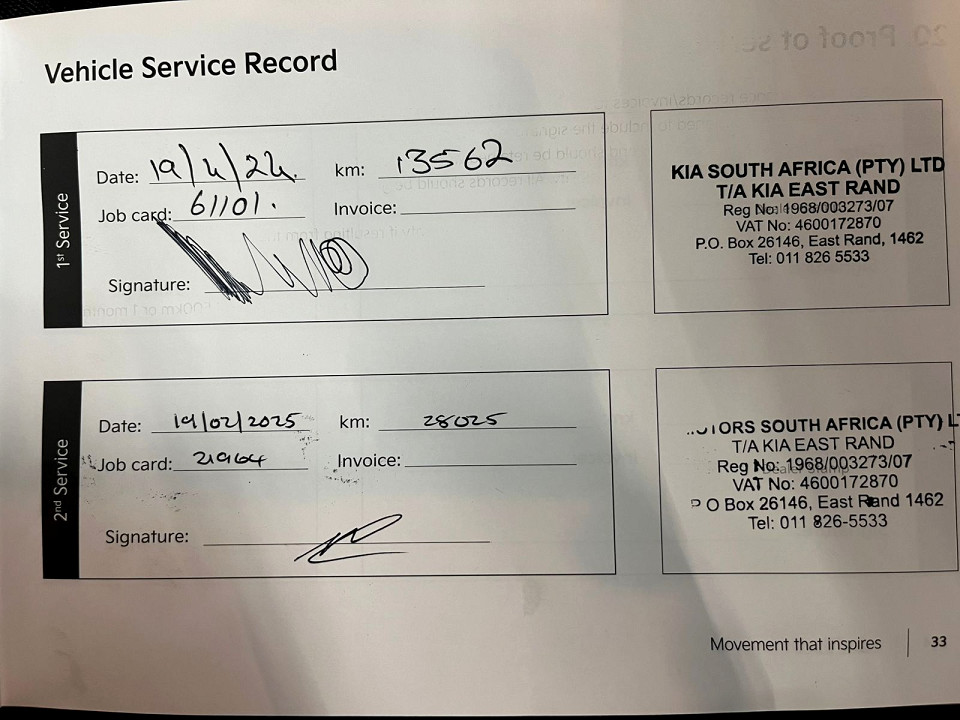 Vehicle Service Record
1st Service
Date: 19/4/24. km: 13562
Job card: 61101. Invoice:
Signature:
KIA SOUTH AFRICA (PTY) LTD
T/A KIA EAST RAND
Reg No: 1968/003273/07
VAT No: 4600172870
P.O. Box 26146, East Rand, 1462
Tel: 011 826 5533
2nd Service
Date: 19/02/2025 km: 28025
Job card: Invoice:
Signature:
ORS SOUTH AFRICA (PTY) LT
T/A KIA EAST RAND
Reg No: 1968/003273/07
VAT No: 4600172870
P O Box 26146, East Rand 1462
Tel: 011 826-5533
Movement that inspires 33